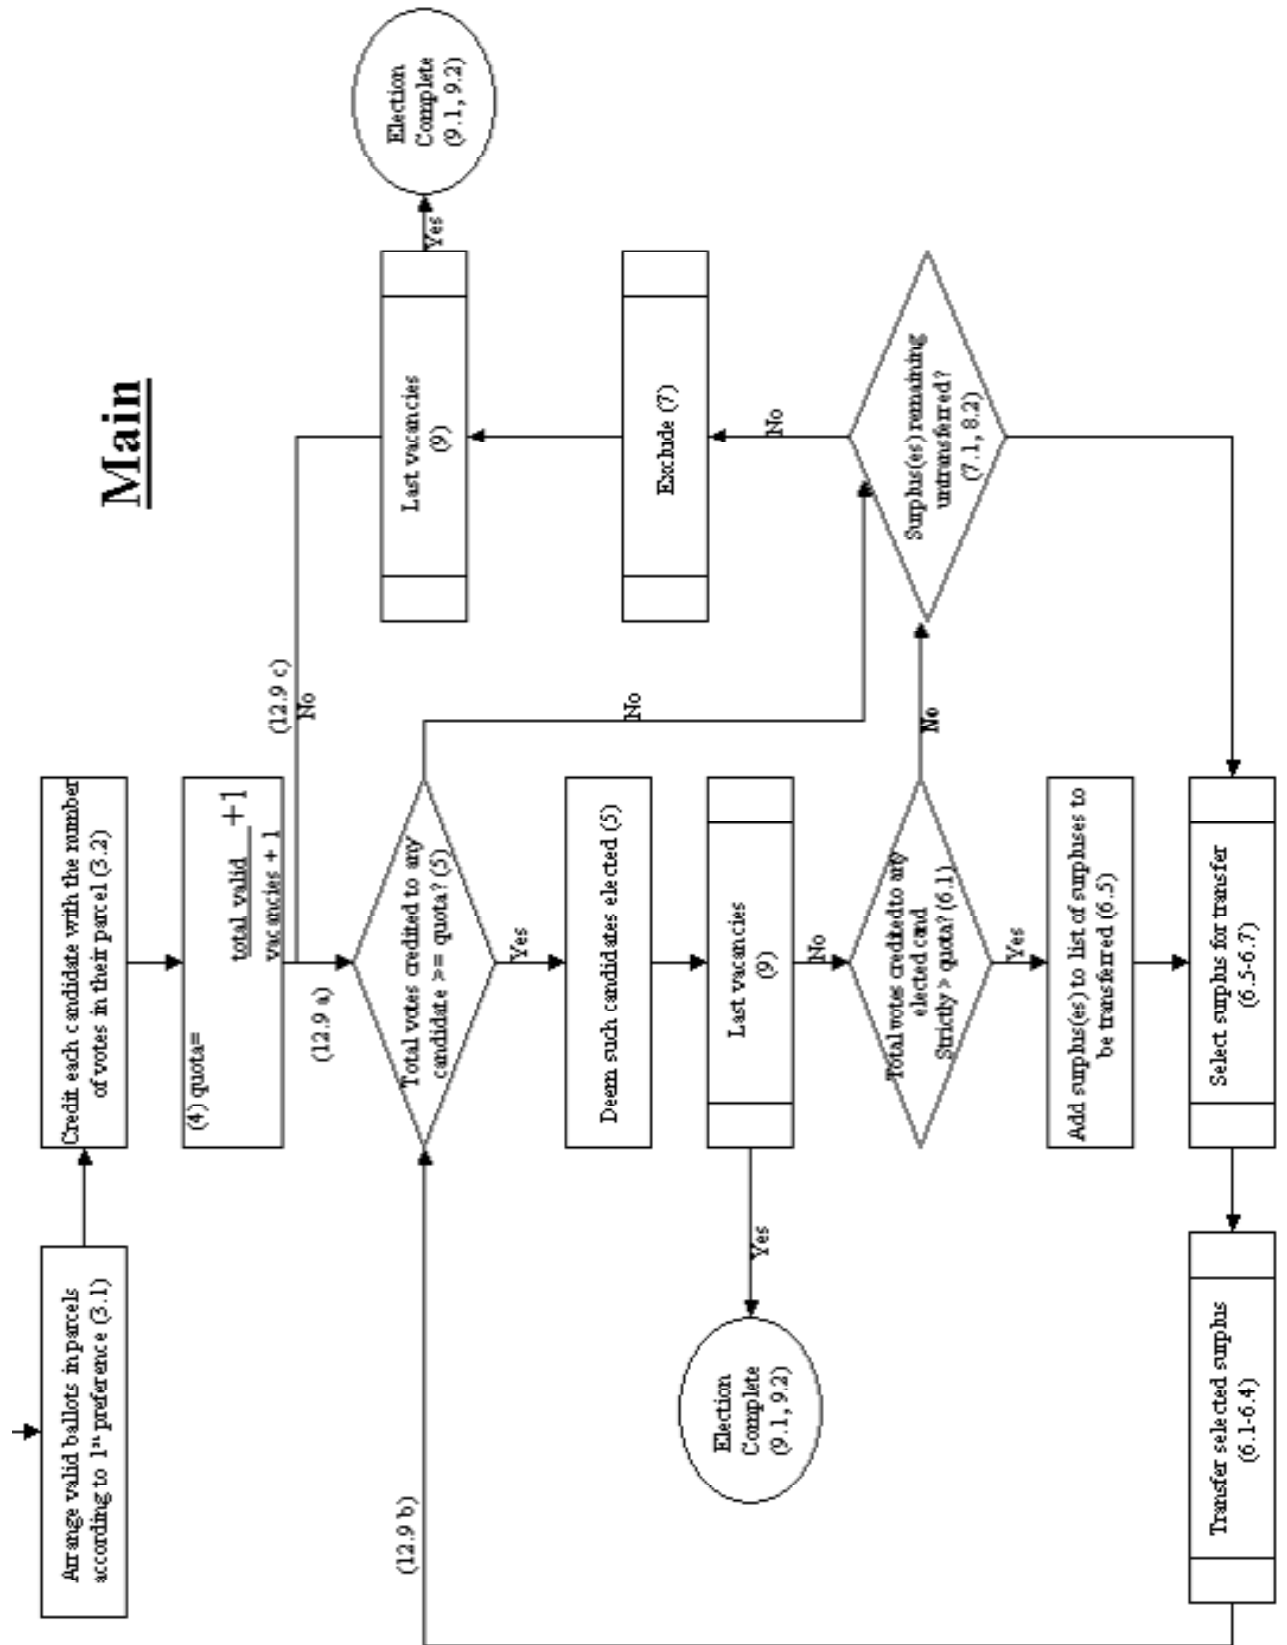 Main
Arrange valid ballots in parcels
according to 1st preference (3.1)
Credit each candidate with the number
of votes in their parcel (3.2)
(4) quota=
total valid +1
vacancies + 1
(12.9 a)
(12.9 c)
No
(12.9 b)
Total votes credited to any
candidate >= quota? (5)
Yes
No
Deem such candidates elected (5)
Last vacancies
(9)
Yes
Election
Complete
(9.1, 9.2)
No
Total votes credited to any
elected cand
Strictly > quota? (6.1)
No
Yes
Add surplus(es) to list of surpluses to
be transferred (6.5)
Select surplus for transfer
(6.5-6.7)
Transfer selected surplus
(6.1-6.4)
Surplus(es) remaining
untransferred?
(7.1, 8.2)
No
Exclude (7)
Last vacancies
(9)
Yes
Election
Complete
(9.1, 9.2)